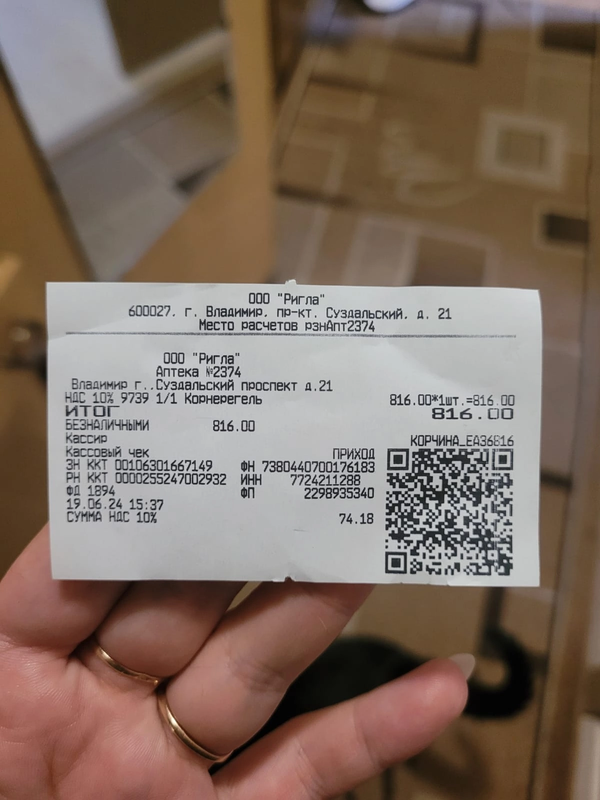 ООО "Ригла"
600027. г. Владимир, пр-кт. Суздальский, д. 21
Место расчетов рзнАпт2374
ООО "Ригла"
Аптека №2374
Владимир г..Суздальский проспект д.21
НДС 10% 9739 1/1 Корнерегель 816.00*1шт.=816.00
ИТОГ 816.00
БЕЗНАЛИЧНЫМИ 816.00
Кассир КОРЧИНА_ЕА36816
Кассовый чек ПРИХОД
ЗН ККТ 00106301667149 ФН 7380440700176183
РН ККТ 0000255247002932 ИНН 7724211288
ФД 1894 ФП 2298935340
19.06.24 15:37
СУММА НДС 10% 74.18